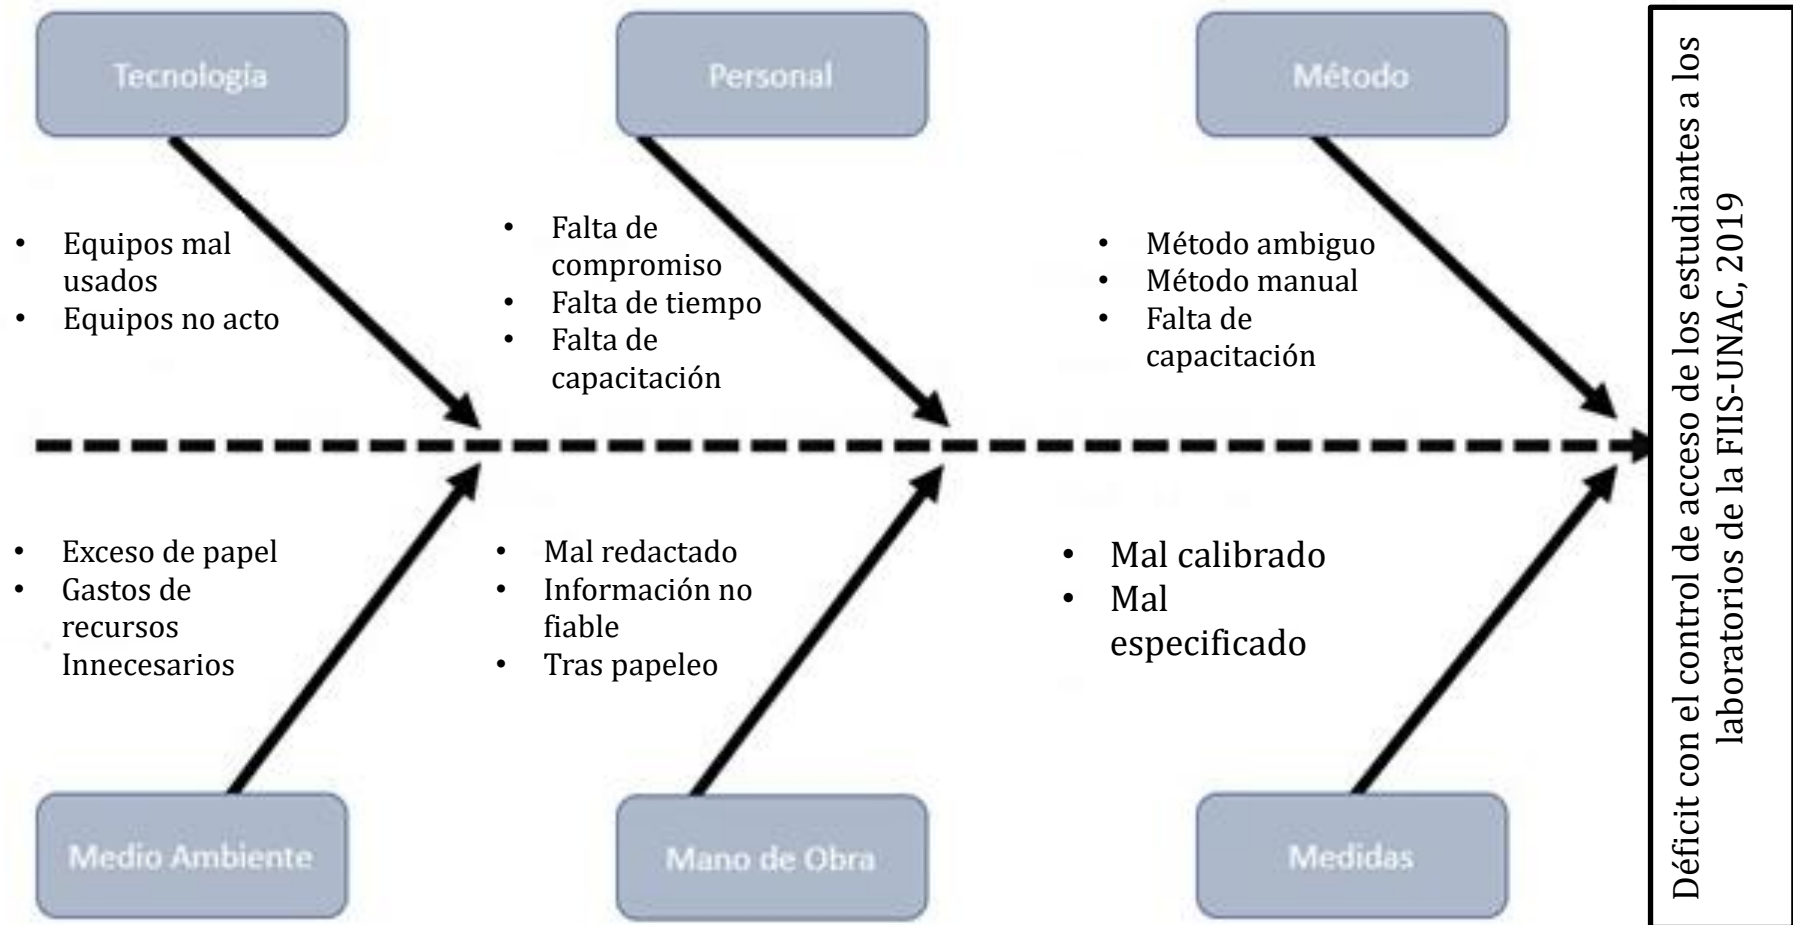 Tecnología
Personal
Método
• Equipos mal
usados
• Equipos no acto
• Falta de
compromiso
• Falta de tiempo
• Falta de
capacitación
• Método ambiguo
• Método manual
• Falta de
capacitación
• Exceso de papel
• Gastos de
recursos
Innecesarios
• Mal redactado
• Información no
fiable
• Tras papeleo
• Mal calibrado
• Mal
especificado
Medio Ambiente
Mano de Obra
Medidas
Déficit con el control de acceso de los estudiantes a los
laboratorios de la FIIS-UNAC, 2019